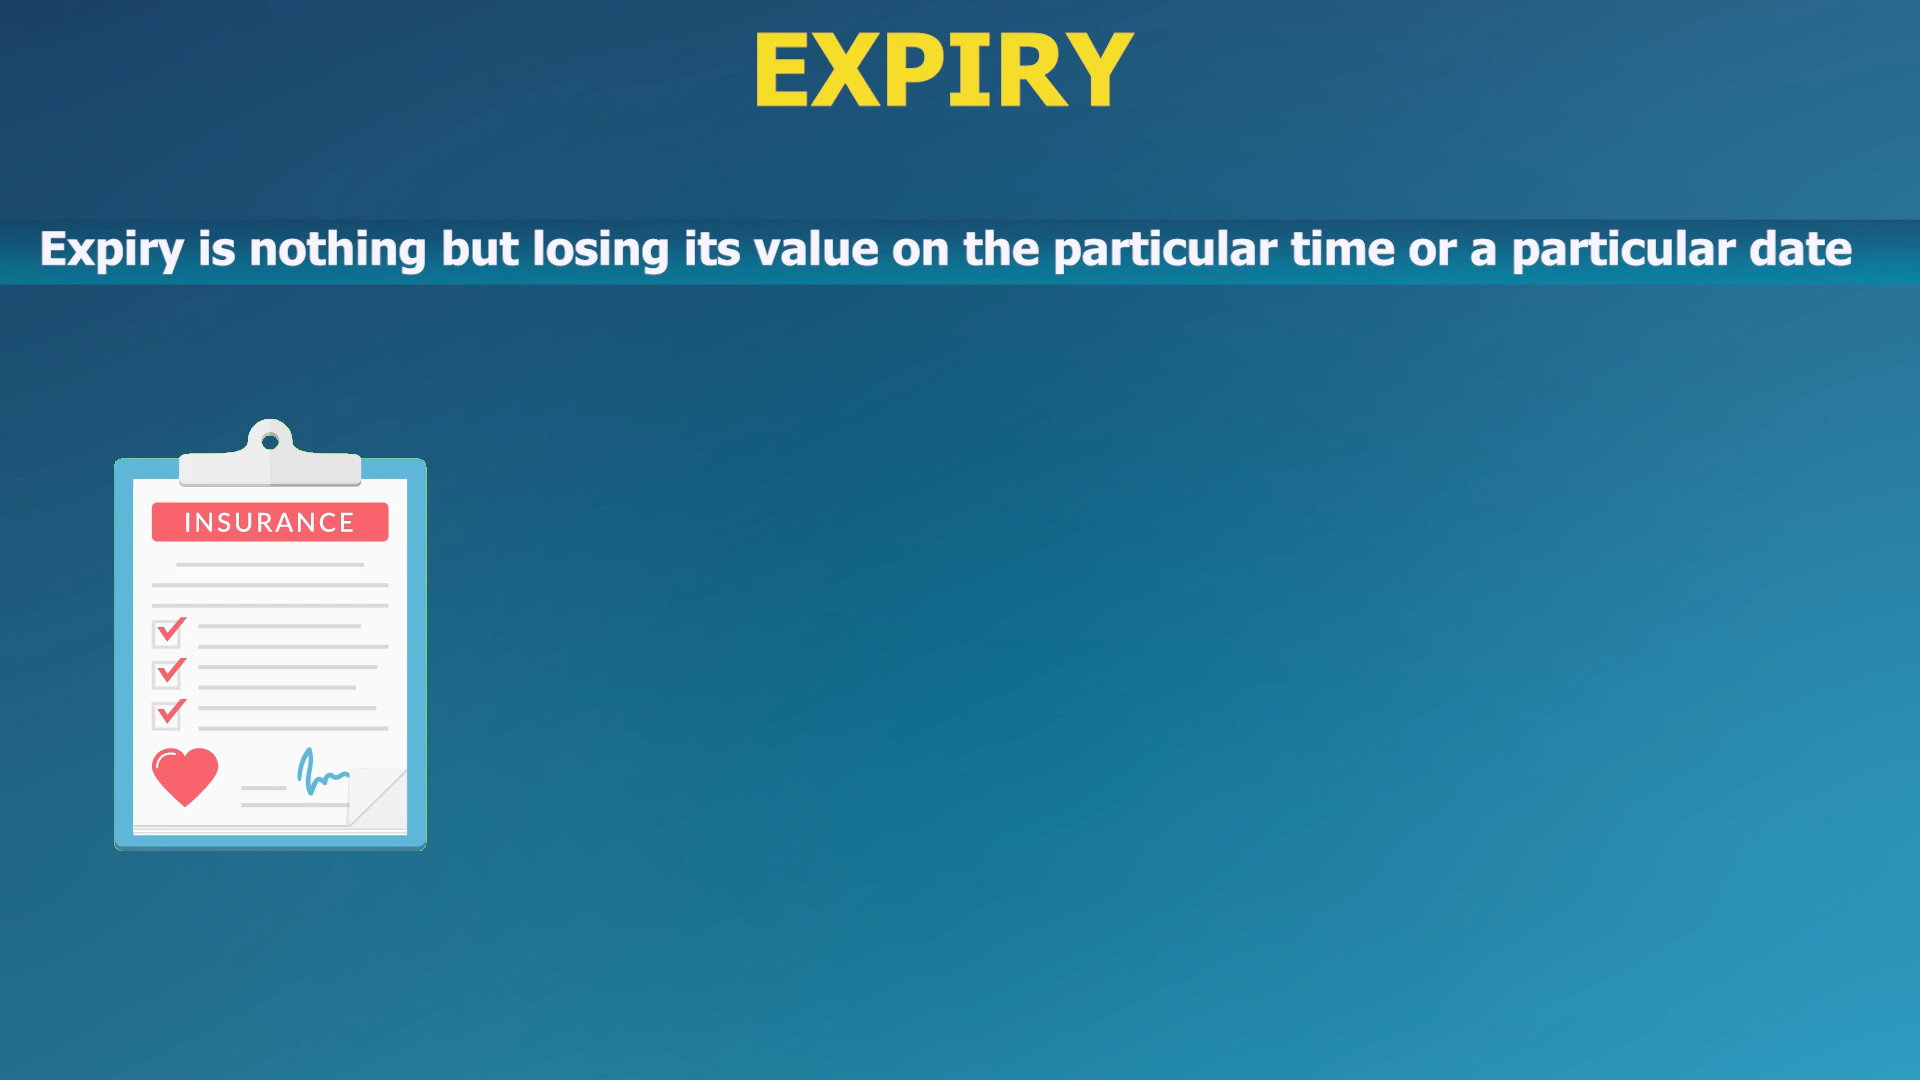 EXPIRY
Expiry is nothing but losing its value on the particular time or a particular date
INSURANCE